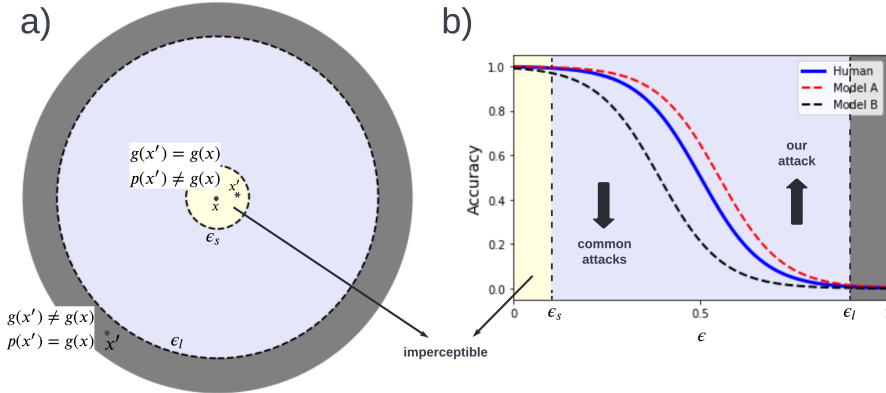 a)
g(x′) = g(x)
p(x′) ≠ g(x)
x′
*
x
ϵs
g(x′) ≠ g(x)
p(x′) = g(x)
* x′
ϵl
imperceptible
b)
Accuracy
1.0
0.8
0.6
0.4
0.2
0.0
Human
Model A
Model B
our
attack
common
attacks
0
ϵs
0.5
ϵl
ϵ